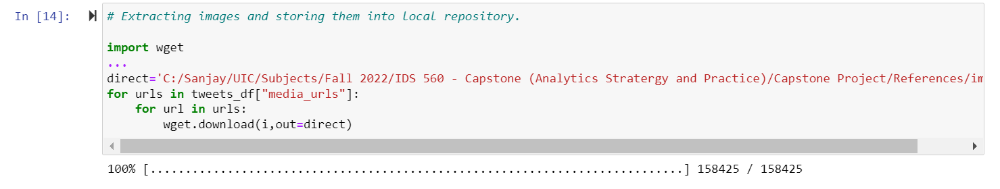 In [14]:
# Extracting images and storing them into local repository.
import wget
...
direct='C:/Sanjay/UIC/Subjects/Fall 2022/IDS 560 - Capstone (Analytics Stratergy and Practice)/Capstone Project/References/im
for urls in tweets_df["media_urls"]:
    for url in urls:
        wget.download(i,out=direct)
100% [............................................................................] 158425 / 158425